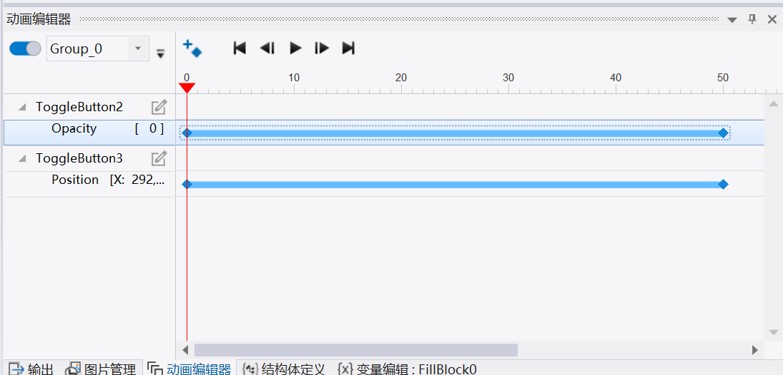 动画编辑器
Group_0
0 10 20 30 40 50
ToggleButton2
Opacity [ 0 ]
ToggleButton3
Position [X: 292,...
输出 图片管理 动画编辑器 结构体定义 {x} 变量编辑 : FillBlock0